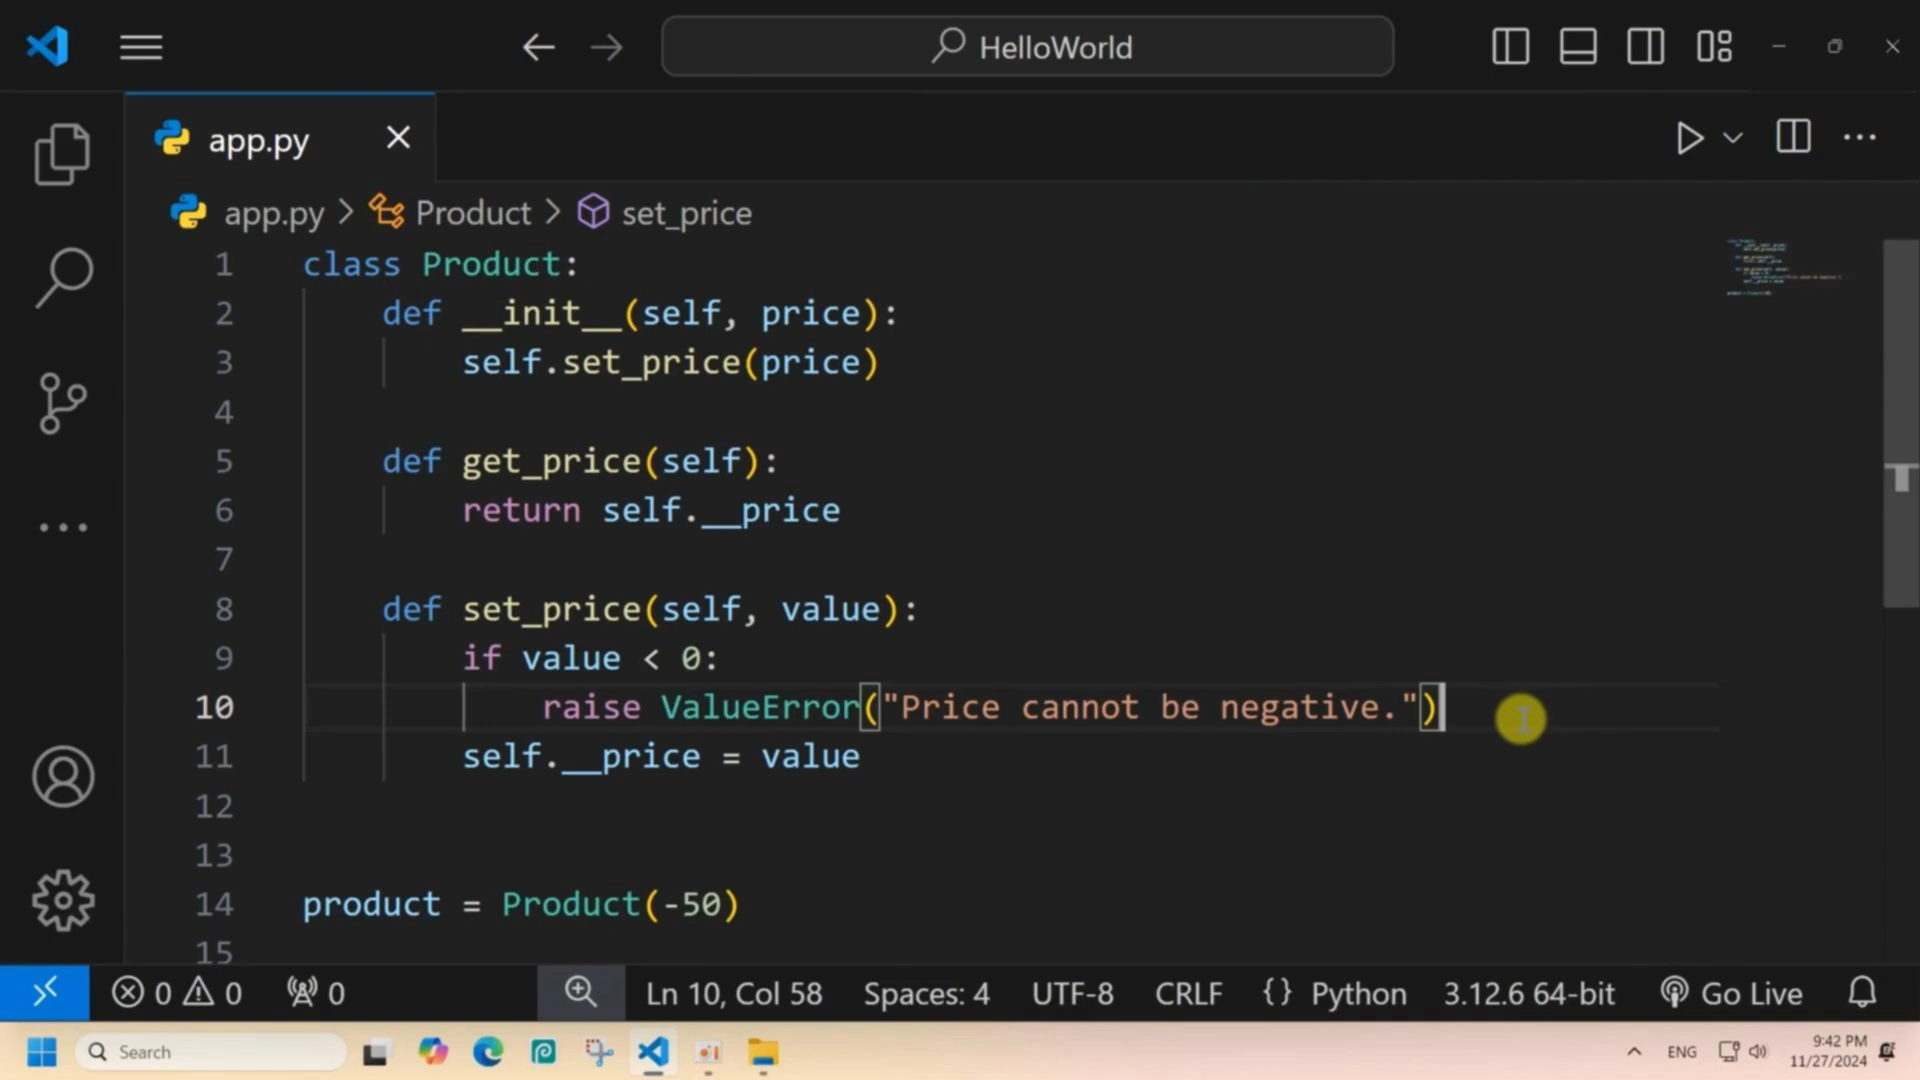 HelloWorld
app.py
app.py > Product > set_price
1 class Product:
2     def __init__(self, price):
3         self.set_price(price)
4
5     def get_price(self):
6         return self.__price
7
8     def set_price(self, value):
9         if value < 0:
10             raise ValueError("Price cannot be negative.")
11         self.__price = value
12
13
14 product = Product(-50)
15
0 0 0 Ln 10, Col 58 Spaces: 4 UTF-8 CRLF {} Python 3.12.6 64-bit Go Live
Search ENG 9:42 PM
11/27/2024